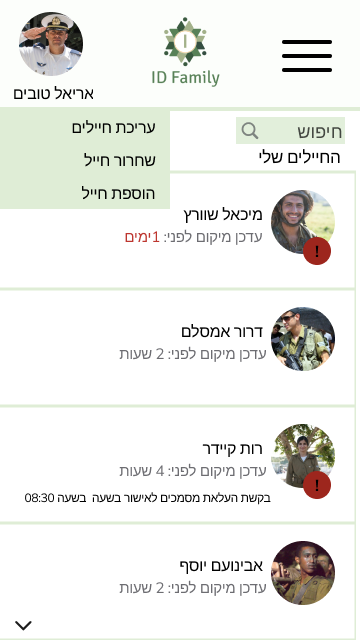 ID Family
אריאל טובים
עריכת חיילים
שחרור חייל
הוספת חייל
חיפוש
החיילים שלי
מיכאל שוורץ
עדכן מיקום לפני: 1ימים
!
דרור אמסלם
עדכן מיקום לפני: 2 שעות
רות קיידר
עדכן מיקום לפני: 4 שעות
!
בקשת העלאת מסמכים לאישור בשעה בשעה 08:30
אבינועם יוסף
עדכן מיקום לפני: 2 שעות